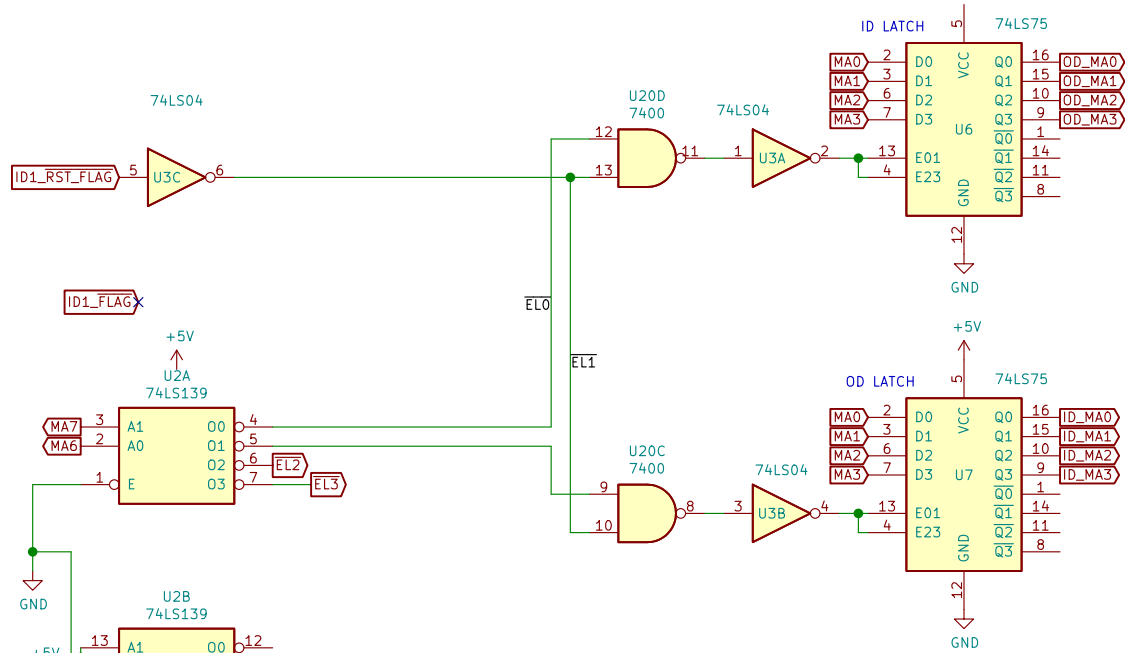 5
ID LATCH
74LS75
MA0 2 D0 VCC Q0 16 OD_MA0
MA1 3 D1 Q1 15 OD_MA1
MA2 6 D2 Q2 10 OD_MA2
MA3 7 D3 Q3 9 OD_MA3
U6
Q0 1
13 E01 Q1 14
4 E23 Q2 11
GND Q3 8
12
GND
74LS04
ID1_RST_FLAG 5 U3C 6
U20D
7400
12
13
11
74LS04
1 U3A 2
ID1_FLAG
EL0
EL1
+5V
U2A
74LS139
MA7 3 A1 O0 4
MA6 2 A0 O1 5
O2 6 EL2
1 E O3 7 EL3
GND
U20C
7400
9
10
8
74LS04
3 U3B 4
+5V
5
OD LATCH
74LS75
MA0 2 D0 VCC Q0 16 ID_MA0
MA1 3 D1 Q1 15 ID_MA1
MA2 6 D2 Q2 10 ID_MA2
MA3 7 D3 Q3 9 ID_MA3
U7
Q0 1
13 E01 Q1 14
4 E23 Q2 11
GND Q3 8
12
GND
U2B
74LS139
13 A1 O0 12
+5V